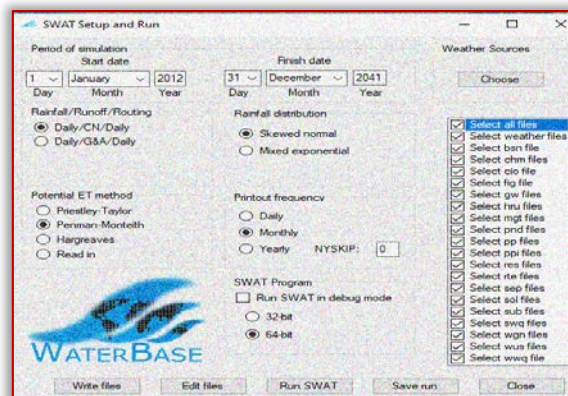 SWAT Setup and Run
Period of simulation
Start date
1 January 2012
Day Month Year
Finish date
31 December 2041
Day Month Year
Weather Sources
Choose
Rainfall/Runoff/Routing
Daily/CN/Daily
Daily/G&A/Daily
Rainfall distribution
Skewed normal
Mixed exponential
Potential ET method
Priestley-Taylor
Penman-Monteith
Hargreaves
Read in
Printout frequency
Daily
Monthly
Yearly NYSKIP: 0
SWAT Program
Run SWAT in debug mode
32-bit
64-bit
Select all files
Select weather files
Select bsn file
Select chm files
Select cio file
Select fig file
Select gw files
Select hru files
Select mgt files
Select pnd files
Select pp files
Select ppi files
Select res files
Select rte files
Select sep files
Select sol files
Select sub files
Select swq files
Select wgn files
Select wus files
Select wwq file
WATERBASE
Write files Edit files Run SWAT Save run Close